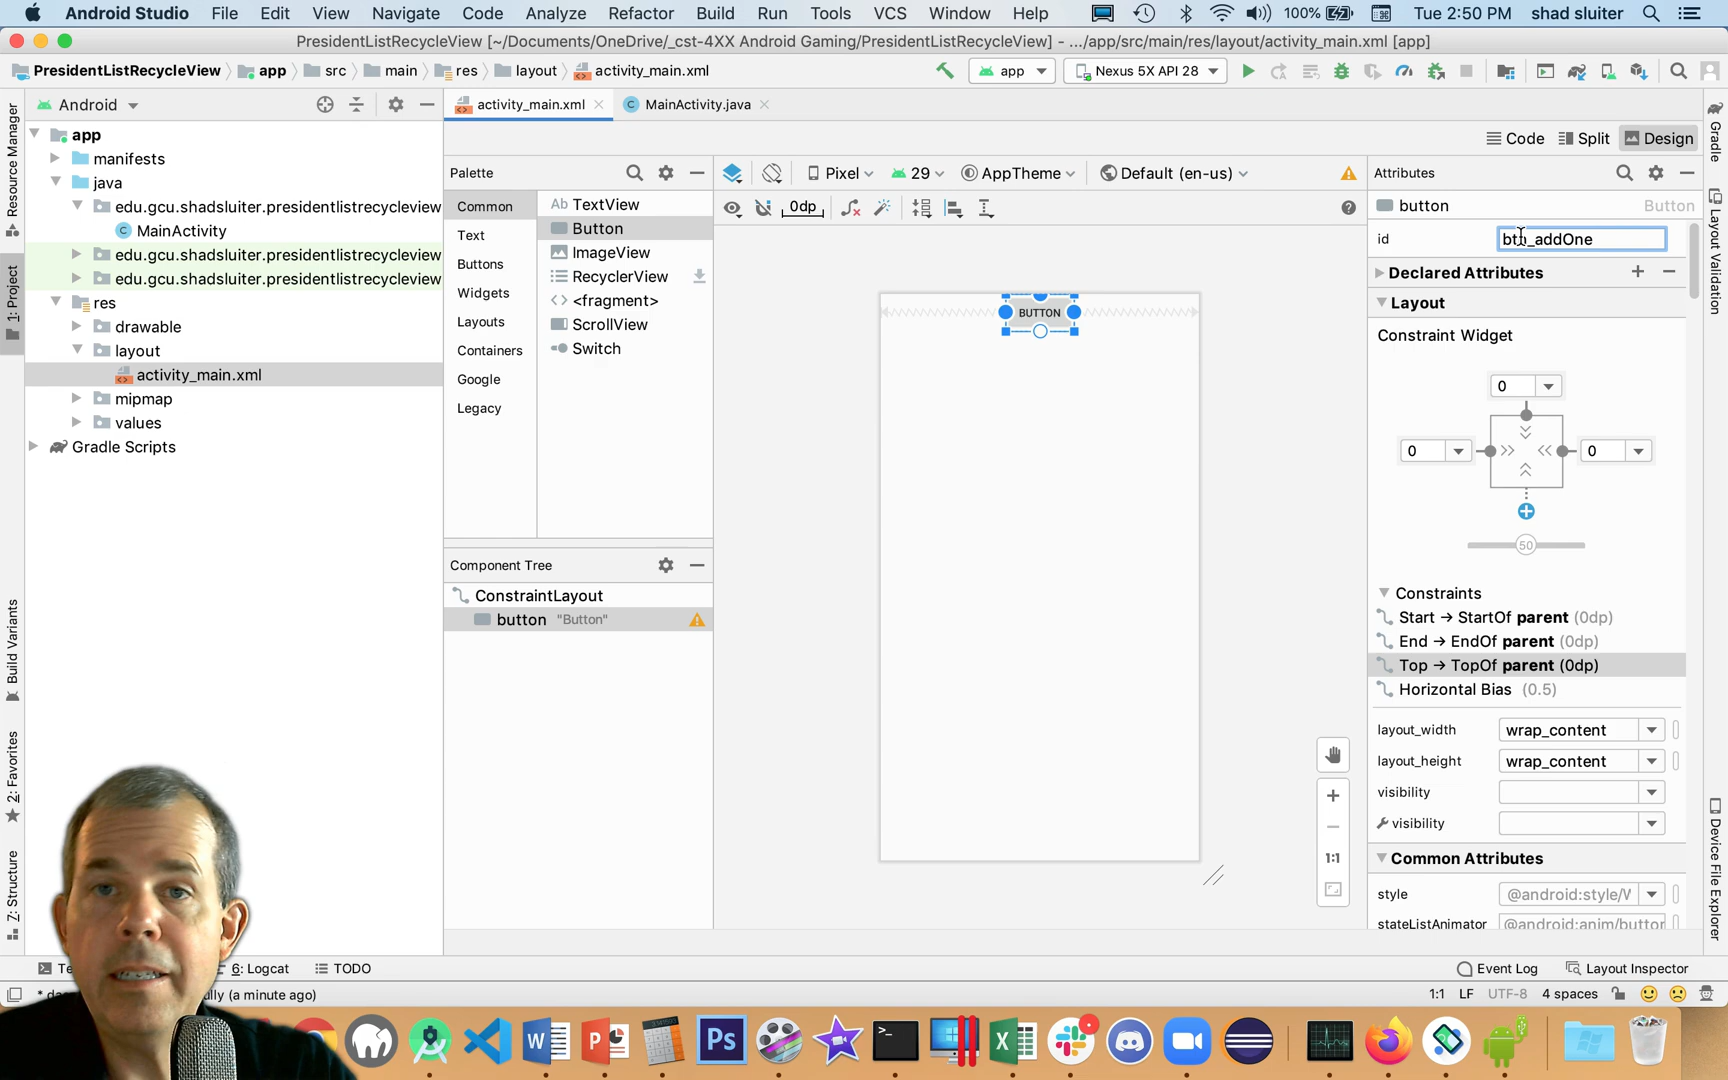 Android Studio File Edit View Navigate Code Analyze Refactor Build Run Tools VCS Window Help 100% Tue 2:50 PM shad sluiter
PresidentListRecycleView [~/Documents/OneDrive/_cst-4XX Android Gaming/PresidentListRecycleView] - .../app/src/main/res/layout/activity_main.xml [app]
PresidentListRecycleView app src main res layout activity_main.xml app Nexus 5X API 28
Android activity_main.xml MainActivity.java
Code Split Design
app
manifests
java
edu.gcu.shadsluiter.presidentlistrecycleview
MainActivity
edu.gcu.shadsluiter.presidentlistrecycleview
edu.gcu.shadsluiter.presidentlistrecycleview
res
drawable
layout
activity_main.xml
mipmap
values
Gradle Scripts
Resource Manager
1: Project
Build Variants
2: Favorites
7: Structure
Palette
Common
Text
Buttons
Widgets
Layouts
Containers
Google
Legacy
Ab TextView
Button
ImageView
RecyclerView
<fragment>
ScrollView
Switch
Component Tree
ConstraintLayout
button "Button"
Pixel 29 AppTheme Default (en-us)
0dp
BUTTON
1:1
Attributes
button Button
id
Declared Attributes
Layout
Constraint Widget
0
0 0
50
Constraints
Start → StartOf parent (0dp)
End → EndOf parent (0dp)
Top → TopOf parent (0dp)
Horizontal Bias (0.5)
layout_width wrap_content
layout_height wrap_content
visibility
visibility
Common Attributes
style @android:style/
stateListAnimator @android:anim/button
Gradle
Layout Validation
Device File Explorer
6: Logcat TODO Event Log Layout Inspector
(a minute ago) 1:1 LF UTF-8 4 spaces
W P Ps X